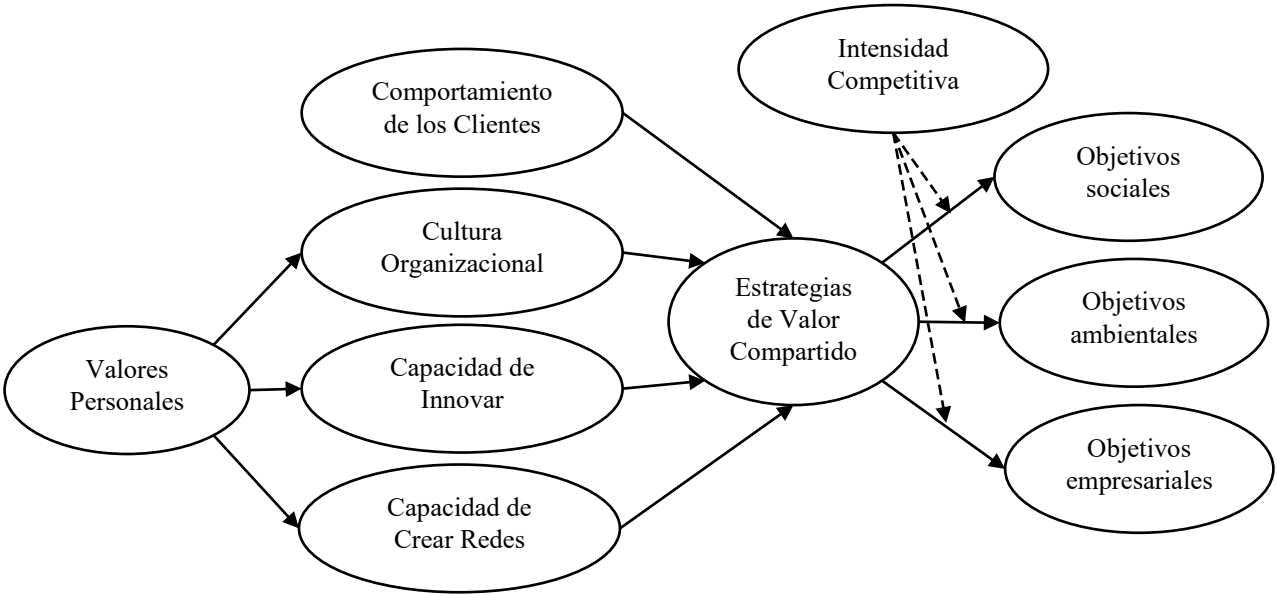 Intensidad
Competitiva
Comportamiento
de los Clientes
Objetivos
sociales
Cultura
Organizacional
Estrategias
de Valor
Compartido
Objetivos
ambientales
Valores
Personales
Capacidad de
Innovar
Objetivos
empresariales
Capacidad de
Crear Redes